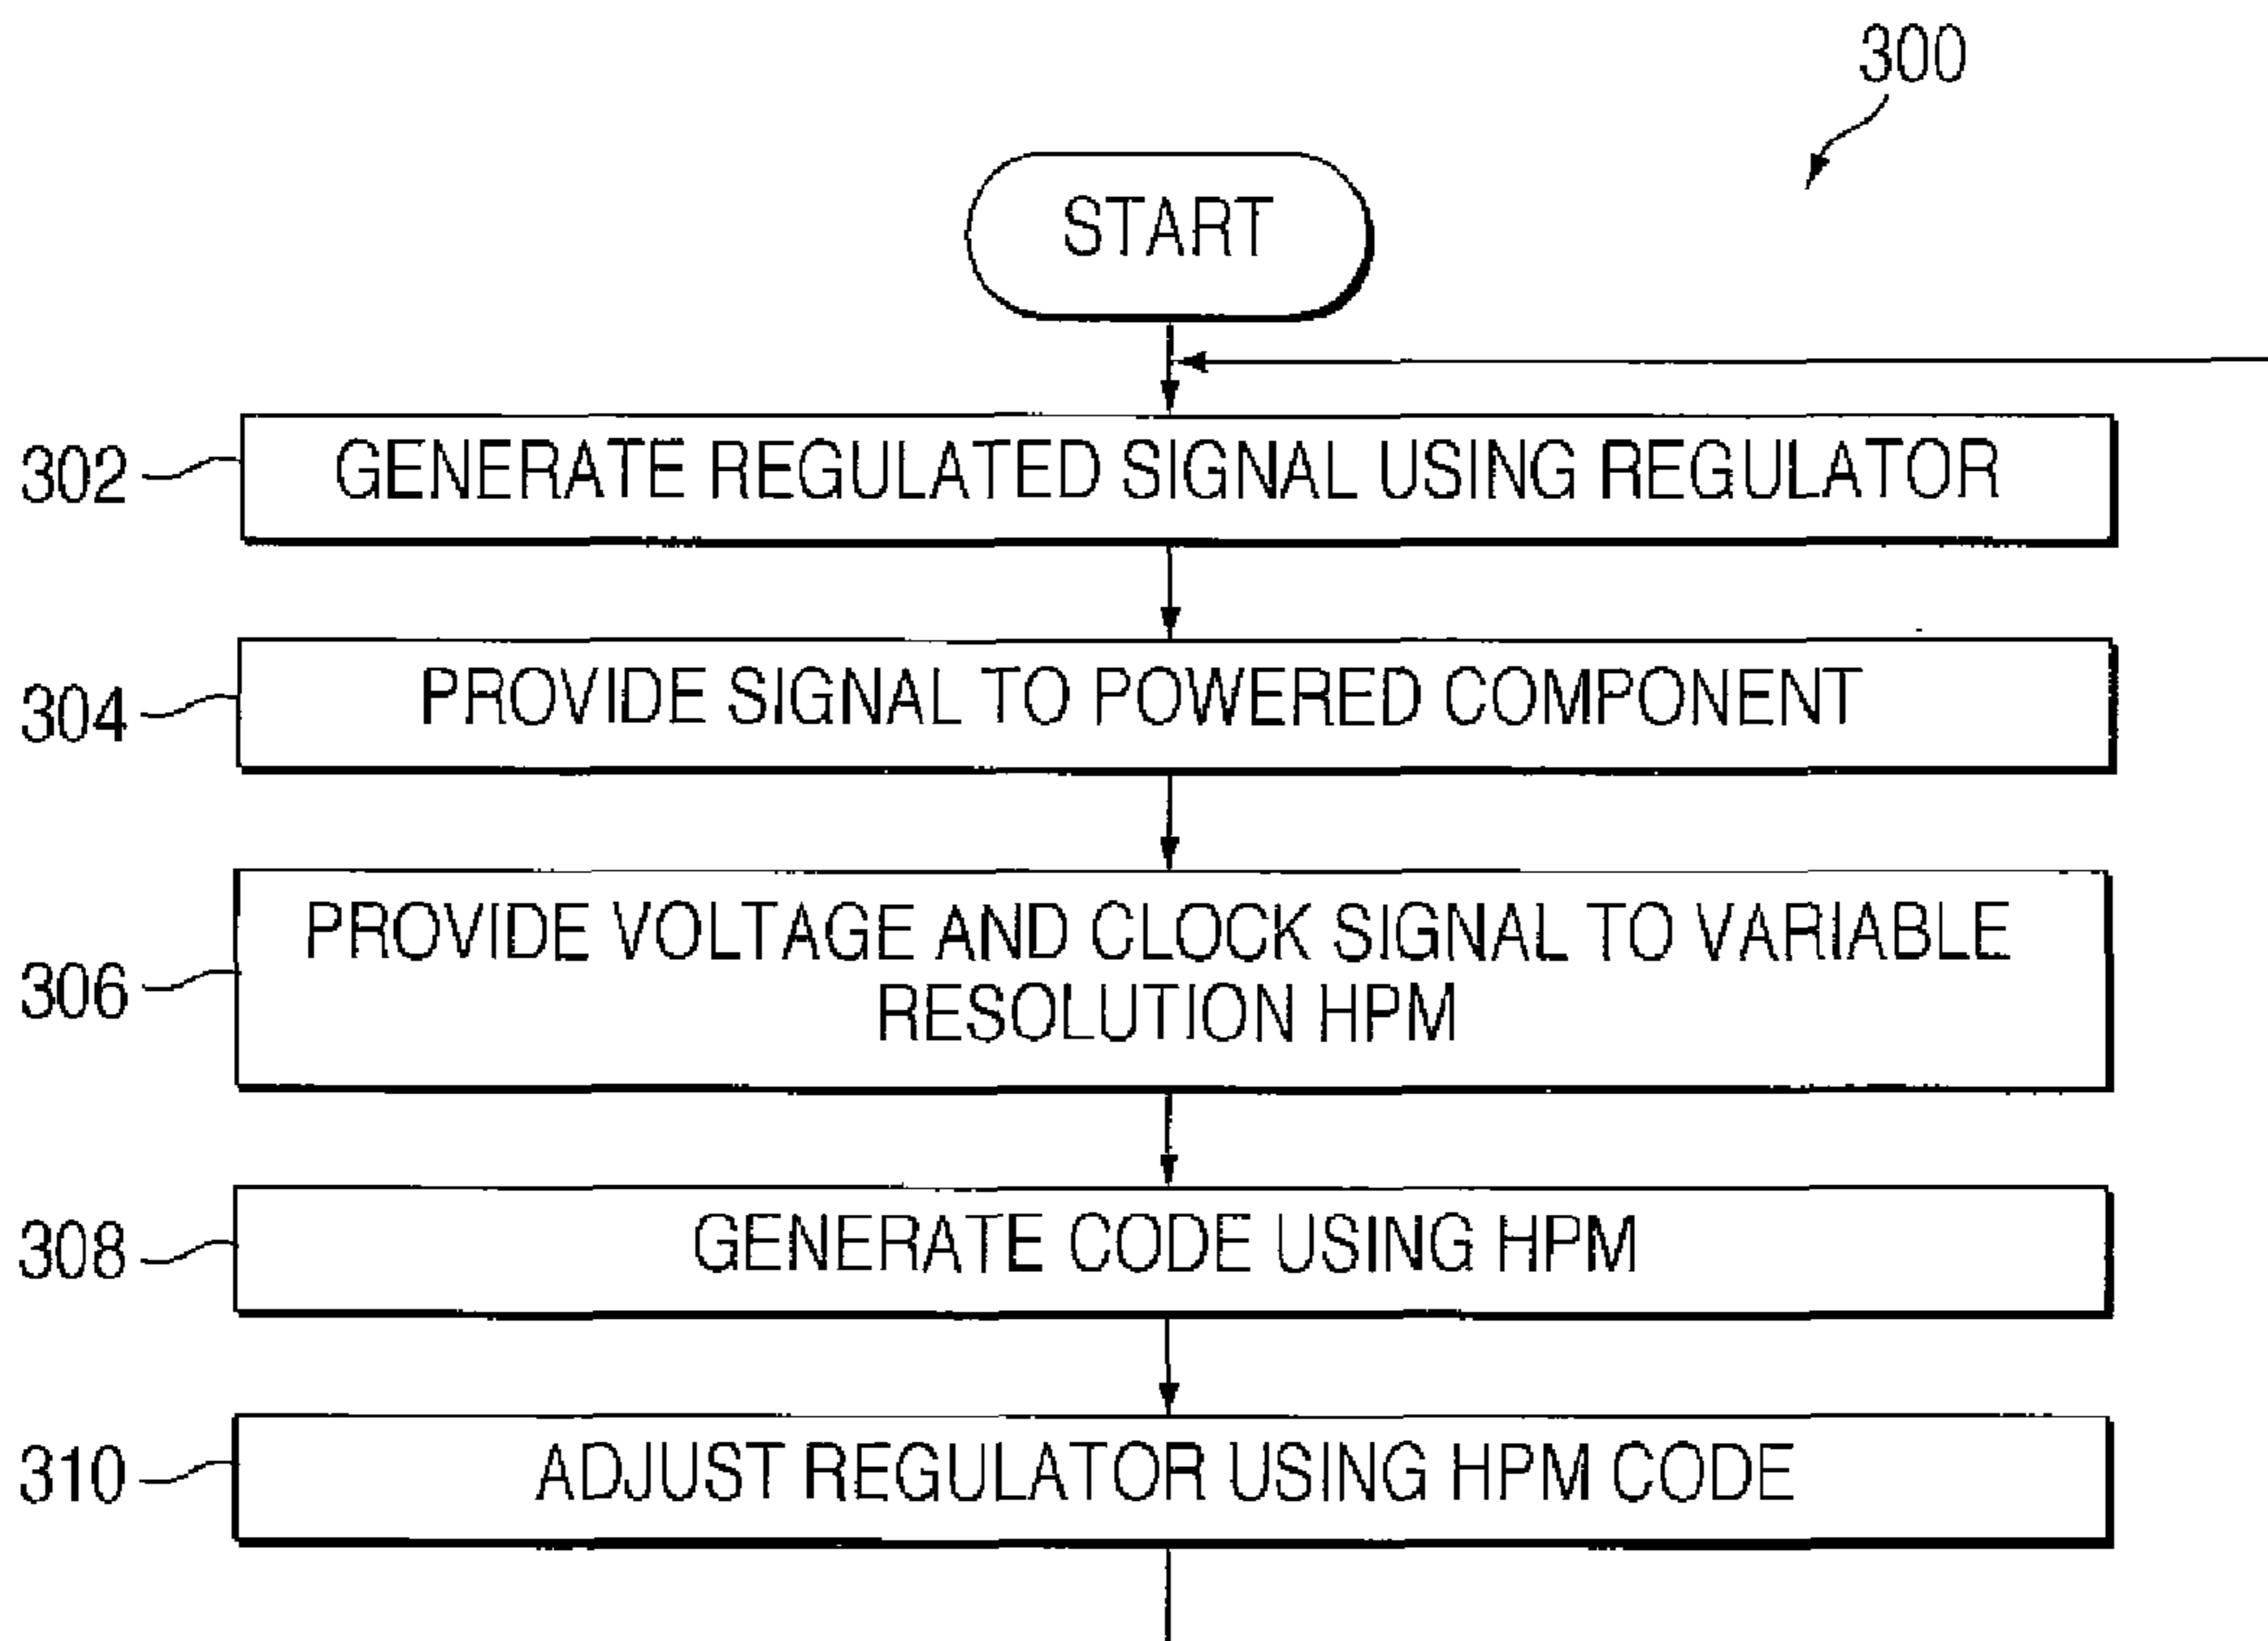 300
START
302
GENERATE REGULATED SIGNAL USING REGULATOR
304
PROVIDE SIGNAL TO POWERED COMPONENT
306
PROVIDE VOLTAGE AND CLOCK SIGNAL TO VARIABLE
RESOLUTION HPM
308
GENERATE CODE USING HPM
310
ADJUST REGULATOR USING HPM CODE